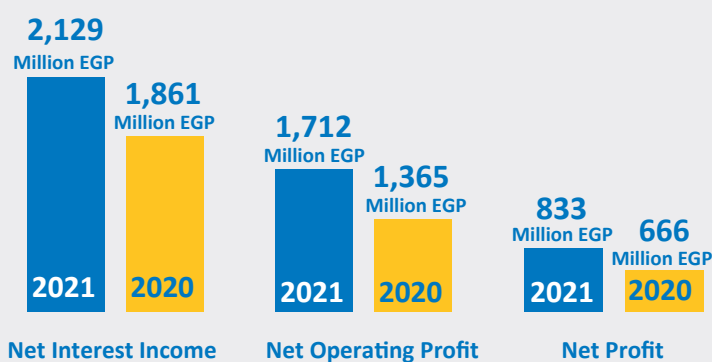 2,129
Million EGP
1,861
Million EGP
2021
2020
Net Interest Income
1,712
Million EGP
1,365
Million EGP
2021
2020
Net Operating Profit
833
Million EGP
666
Million EGP
2021
2020
Net Profit